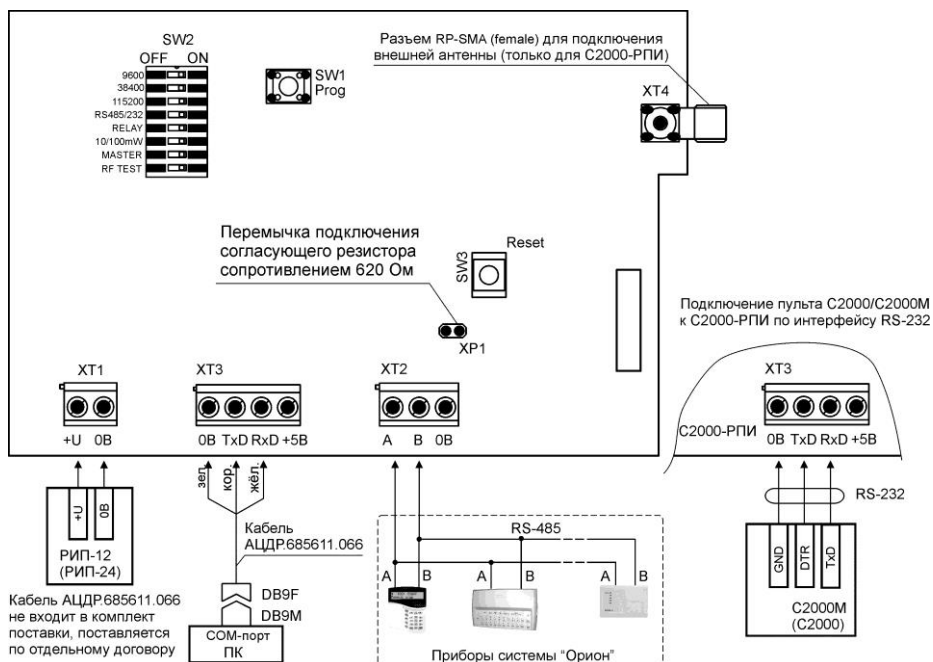 SW2
OFF ON
9600
38400
115200
RS485/232
RELAY
10/100mW
MASTER
RF TEST
SW1
Prog
Разъем RP-SMA (female) для подключения
внешней антенны (только для С2000-РПИ)
XT4
Перемычка подключения
согласующего резистора
сопротивлением 620 Ом
Reset
SW3
XP1
Подключение пульта С2000/С2000М
к С2000-РПИ по интерфейсу RS-232
XT1
+U 0В
XT3
0В TxD RxD +5В
XT2
А В 0В
XT3
С2000-РПИ
0В TxD RxD +5В
зел.
кор.
жёл.
+U
0В
РИП-12
(РИП-24)
Кабель
АЦДР.685611.066
DB9F
DB9M
COM-порт
ПК
Кабель АЦДР.685611.066
не входит в комплект
поставки, поставляется
по отдельному договору
RS-485
А В А В А В
Приборы системы "Орион"
RS-232
GND
DTR
TxD
С2000М
(С2000)